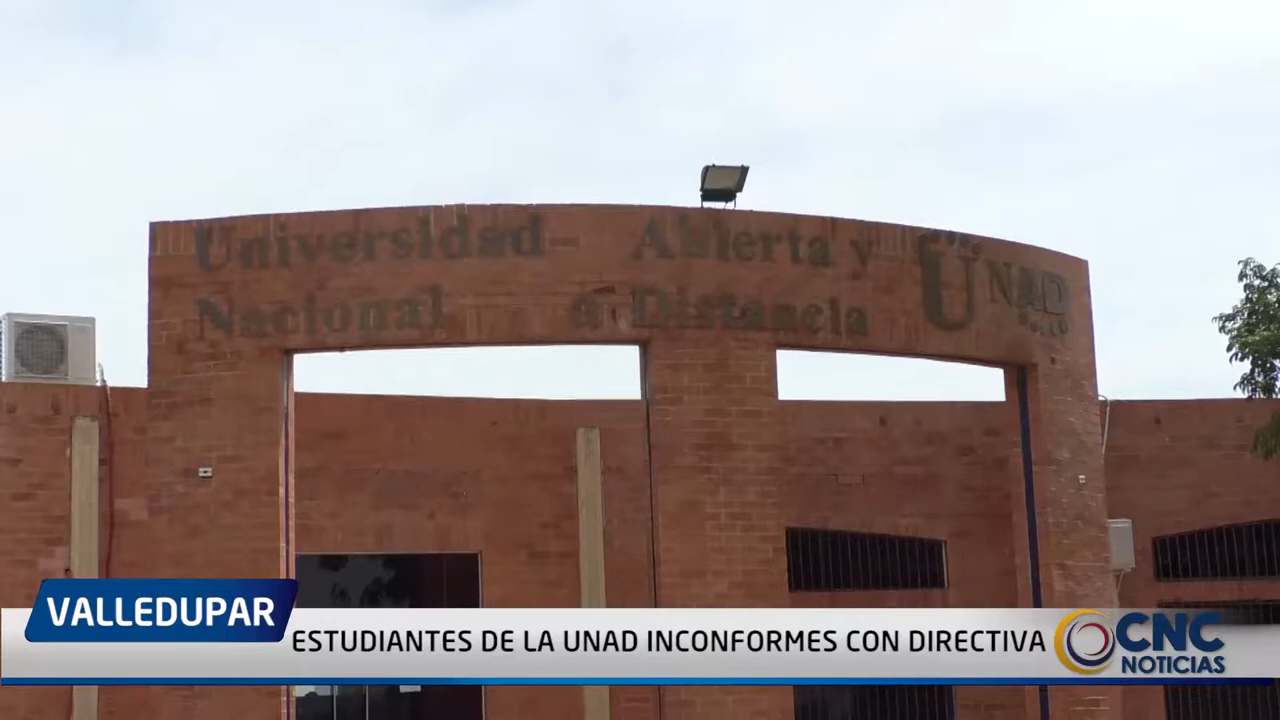 Universidad Abierta y
Nacional a Distancia
UNAD
VALLEDUPAR
ESTUDIANTES DE LA UNAD INCONFORMES CON DIRECTIVA
CNC
NOTICIAS